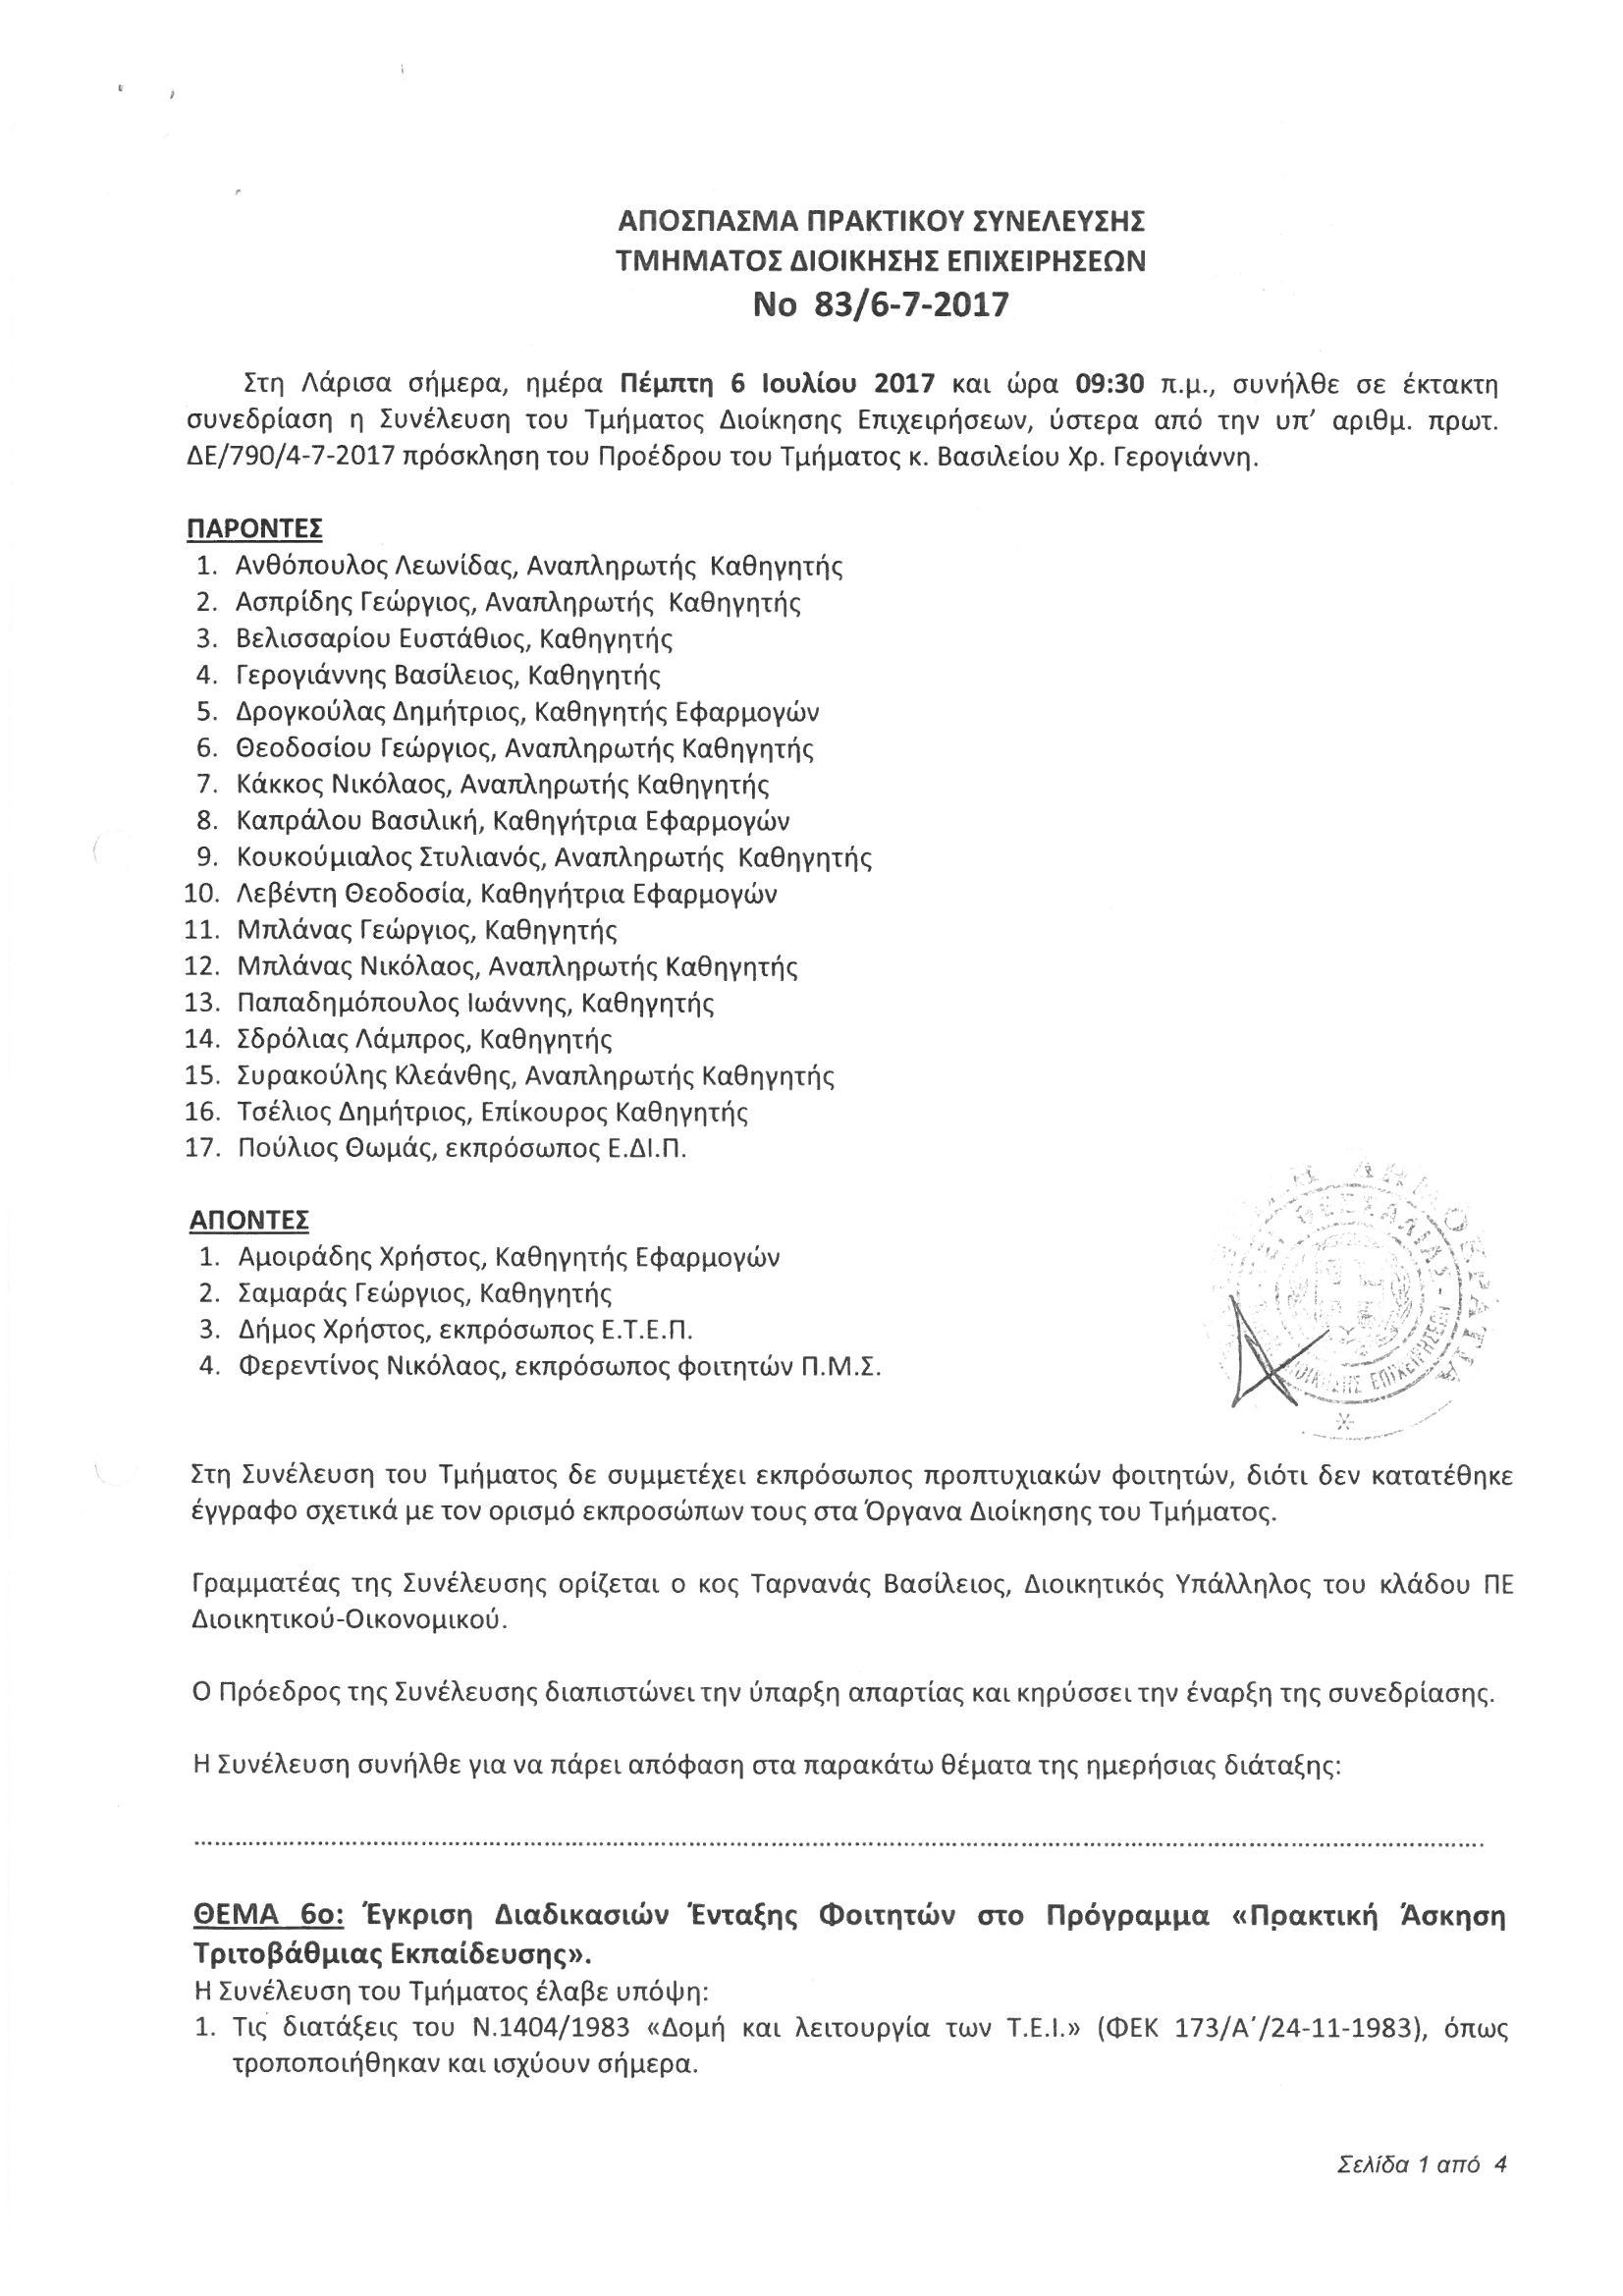 ΑΠΟΣΠΑΣΜΑ ΠΡΑΚΤΙΚΟΥ ΣΥΝΕΛΕΥΣΗΣ
ΤΜΗΜΑΤΟΣ ΔΙΟΙΚΗΣΗΣ ΕΠΙΧΕΙΡΗΣΕΩΝ
Νο 83/6-7-2017
Στη Λάρισα σήμερα, ημέρα Πέμπτη 6 Ιουλίου 2017 και ώρα 09:30 π.μ., συνήλθε σε έκτακτη
συνεδρίαση η Συνέλευση του Τμήματος Διοίκησης Επιχειρήσεων, ύστερα από την υπ' αριθμ. πρωτ.
ΔΕ/790/4-7-2017 πρόσκληση του Προέδρου του Τμήματος κ. Βασιλείου Χρ. Γερογιάννη.
ΠΑΡΟΝΤΕΣ
1. Ανθόπουλος Λεωνίδας, Αναπληρωτής Καθηγητής
2. Ασπρίδης Γεώργιος, Αναπληρωτής Καθηγητής
3. Βελισσαρίου Ευστάθιος, Καθηγητής
4. Γερογιάννης Βασίλειος, Καθηγητής
5. Δρογκούλας Δημήτριος, Καθηγητής Εφαρμογών
6. Θεοδοσίου Γεώργιος, Αναπληρωτής Καθηγητής
7. Κάκκος Νικόλαος, Αναπληρωτής Καθηγητής
8. Καπράλου Βασιλική, Καθηγήτρια Εφαρμογών
9. Κουκούμιαλος Στυλιανός, Αναπληρωτής Καθηγητής
10. Λεβέντη Θεοδοσία, Καθηγήτρια Εφαρμογών
11. Μπλάνας Γεώργιος, Καθηγητής
12. Μπλάνας Νικόλαος, Αναπληρωτής Καθηγητής
13. Παπαδημόπουλος Ιωάννης, Καθηγητής
14. Σδρόλιας Λάμπρος, Καθηγητής
15. Συρακούλης Κλεάνθης, Αναπληρωτής Καθηγητής
16. Τσέλιος Δημήτριος, Επίκουρος Καθηγητής
17. Πούλιος Θωμάς, εκπρόσωπος Ε.ΔΙ.Π.
ΑΠΟΝΤΕΣ
1. Αμοιράδης Χρήστος, Καθηγητής Εφαρμογών
2. Σαμαράς Γεώργιος, Καθηγητής
3. Δήμος Χρήστος, εκπρόσωπος Ε.Τ.Ε.Π.
4. Φερεντίνος Νικόλαος, εκπρόσωπος φοιτητών Π.Μ.Σ.
ΔΗΜΟΚΡΑΤΙΑ
ΘΕΣΣΑΛΙΑΣ
ΕΠΙΧΕΙΡΗΣΕΩΝ
Στη Συνέλευση του Τμήματος δε συμμετέχει εκπρόσωπος προπτυχιακών φοιτητών, διότι δεν κατατέθηκε
έγγραφο σχετικά με τον ορισμό εκπροσώπων τους στα Όργανα Διοίκησης του Τμήματος.
Γραμματέας της Συνέλευσης ορίζεται ο κος Ταρνανάς Βασίλειος, Διοικητικός Υπάλληλος του κλάδου ΠΕ
Διοικητικού-Οικονομικού.
Ο Πρόεδρος της Συνέλευσης διαπιστώνει την ύπαρξη απαρτίας και κηρύσσει την έναρξη της συνεδρίασης.
Η Συνέλευση συνήλθε για να πάρει απόφαση στα παρακάτω θέματα της ημερήσιας διάταξης:
ΘΕΜΑ 6ο: Έγκριση Διαδικασιών Ένταξης Φοιτητών στο Πρόγραμμα «Πρακτική Άσκηση
Τριτοβάθμιας Εκπαίδευσης».
Η Συνέλευση του Τμήματος έλαβε υπόψη:
1. Τις διατάξεις του Ν.1404/1983 «Δομή και λειτουργία των Τ.Ε.Ι.» (ΦΕΚ 173/Α΄/24-11-1983), όπως
τροποποιήθηκαν και ισχύουν σήμερα.
Σελίδα 1 από 4